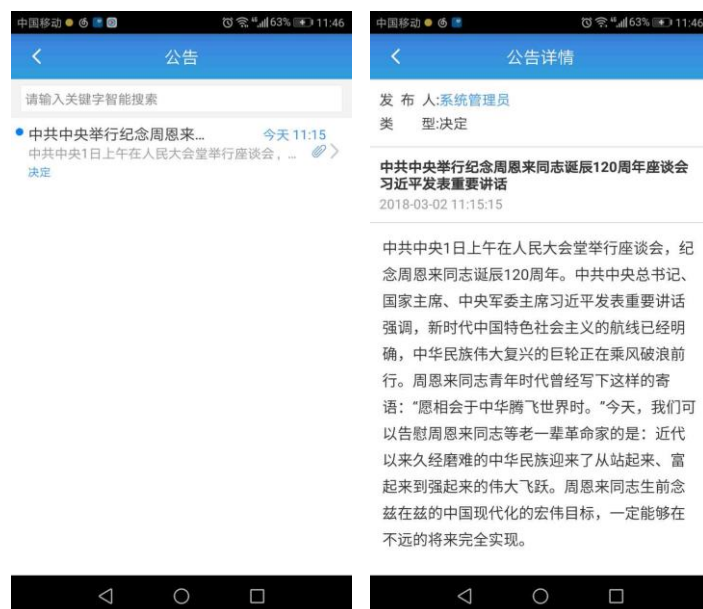 中国移动 63% 11:46
公告
请输入关键字智能搜索
中共中央举行纪念周恩来... 今天 11:15
中共中央1日上午在人民大会堂举行座谈会，...
决定
中国移动 63% 11:46
公告详情
发 布 人:系统管理员
类 型:决定
中共中央举行纪念周恩来同志诞辰120周年座谈会
习近平发表重要讲话
2018-03-02 11:15:15
中共中央1日上午在人民大会堂举行座谈会，纪
念周恩来同志诞辰120周年。中共中央总书记、
国家主席、中央军委主席习近平发表重要讲话
强调，新时代中国特色社会主义的航线已经明
确，中华民族伟大复兴的巨轮正在乘风破浪前
行。周恩来同志青年时代曾经写下这样的寄
语：“愿相会于中华腾飞世界时。”今天，我们可
以告慰周恩来同志等老一辈革命家的是：近代
以来久经磨难的中华民族迎来了从站起来、富
起来到强起来的伟大飞跃。周恩来同志生前念
兹在兹的中国现代化的宏伟目标，一定能够在
不远的将来完全实现。